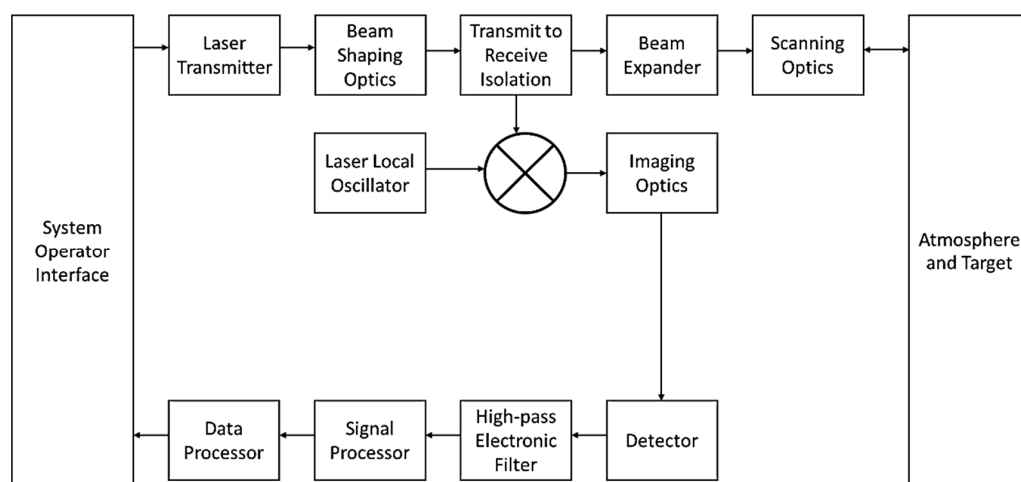 Laser
Transmitter
Beam
Shaping
Optics
Transmit to
Receive
Isolation
Beam
Expander
Scanning
Optics
Laser Local
Oscillator
Imaging
Optics
System
Operator
Interface
Atmosphere
and Target
Data
Processor
Signal
Processor
High-pass
Electronic
Filter
Detector